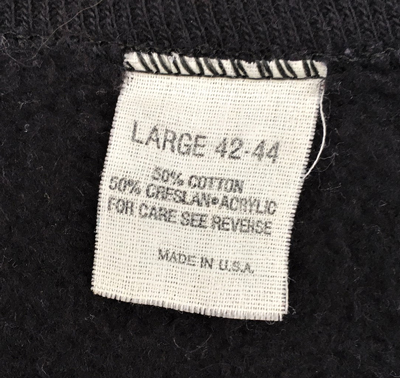 LARGE 42-44
50% COTTON
50% CRESLAN•ACRYLIC
FOR CARE SEE REVERSE
MADE IN U.S.A.